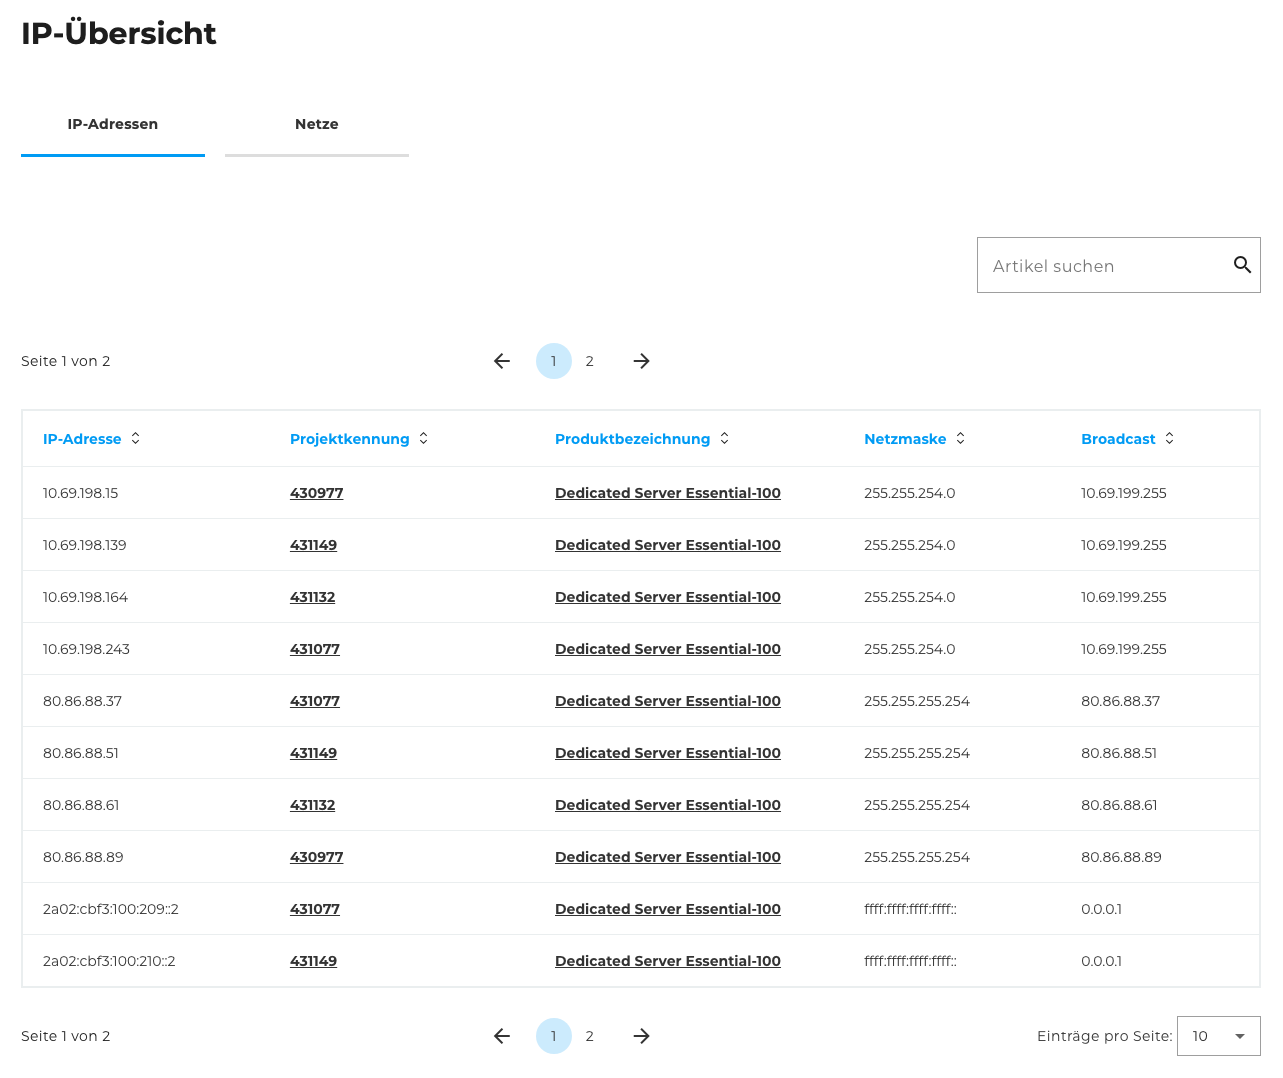 IP-Übersicht
IP-Adressen Netze
Artikel suchen
Seite 1 von 2 1 2
IP-Adresse Projektkennung Produktbezeichnung Netzmaske Broadcast
10.69.198.15 430977 Dedicated Server Essential-100 255.255.254.0 10.69.199.255
10.69.198.139 431149 Dedicated Server Essential-100 255.255.254.0 10.69.199.255
10.69.198.164 431132 Dedicated Server Essential-100 255.255.254.0 10.69.199.255
10.69.198.243 431077 Dedicated Server Essential-100 255.255.254.0 10.69.199.255
80.86.88.37 431077 Dedicated Server Essential-100 255.255.255.254 80.86.88.37
80.86.88.51 431149 Dedicated Server Essential-100 255.255.255.254 80.86.88.51
80.86.88.61 431132 Dedicated Server Essential-100 255.255.255.254 80.86.88.61
80.86.88.89 430977 Dedicated Server Essential-100 255.255.255.254 80.86.88.89
2a02:cbf3:100:209::2 431077 Dedicated Server Essential-100 ffff:ffff:ffff:ffff:: 0.0.0.1
2a02:cbf3:100:210::2 431149 Dedicated Server Essential-100 ffff:ffff:ffff:ffff:: 0.0.0.1
Seite 1 von 2 1 2 Einträge pro Seite: 10